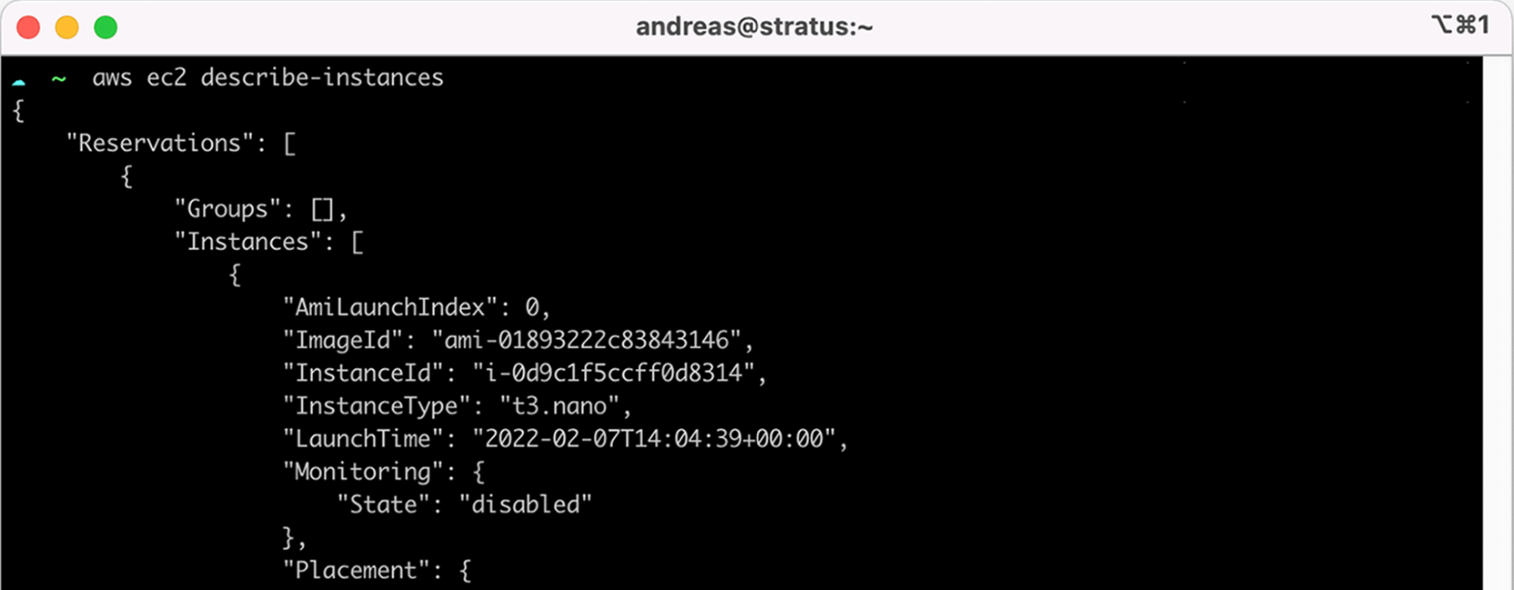 andreas@stratus:~
⌥⌘1
~ aws ec2 describe-instances
{
    "Reservations": [
        {
            "Groups": [],
            "Instances": [
                {
                    "AmiLaunchIndex": 0,
                    "ImageId": "ami-01893222c83843146",
                    "InstanceId": "i-0d9c1f5ccff0d8314",
                    "InstanceType": "t3.nano",
                    "LaunchTime": "2022-02-07T14:04:39+00:00",
                    "Monitoring": {
                        "State": "disabled"
                    },
                    "Placement": {